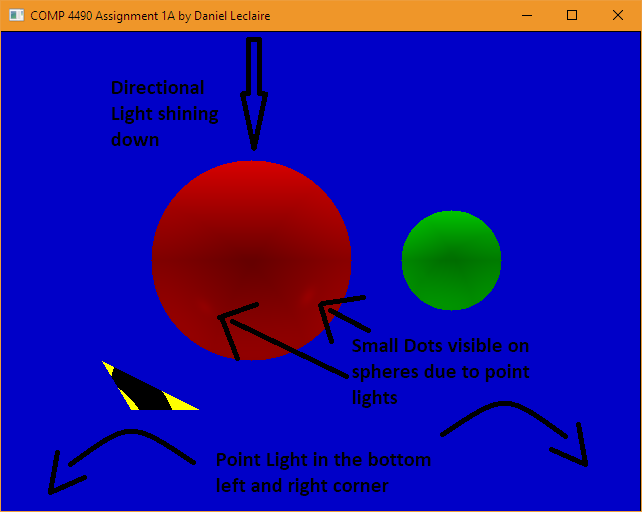 COMP 4490 Assignment 1A by Daniel Leclaire
Directional
Light shining
down
Small Dots visible on
spheres due to point
lights
Point Light in the bottom
left and right corner